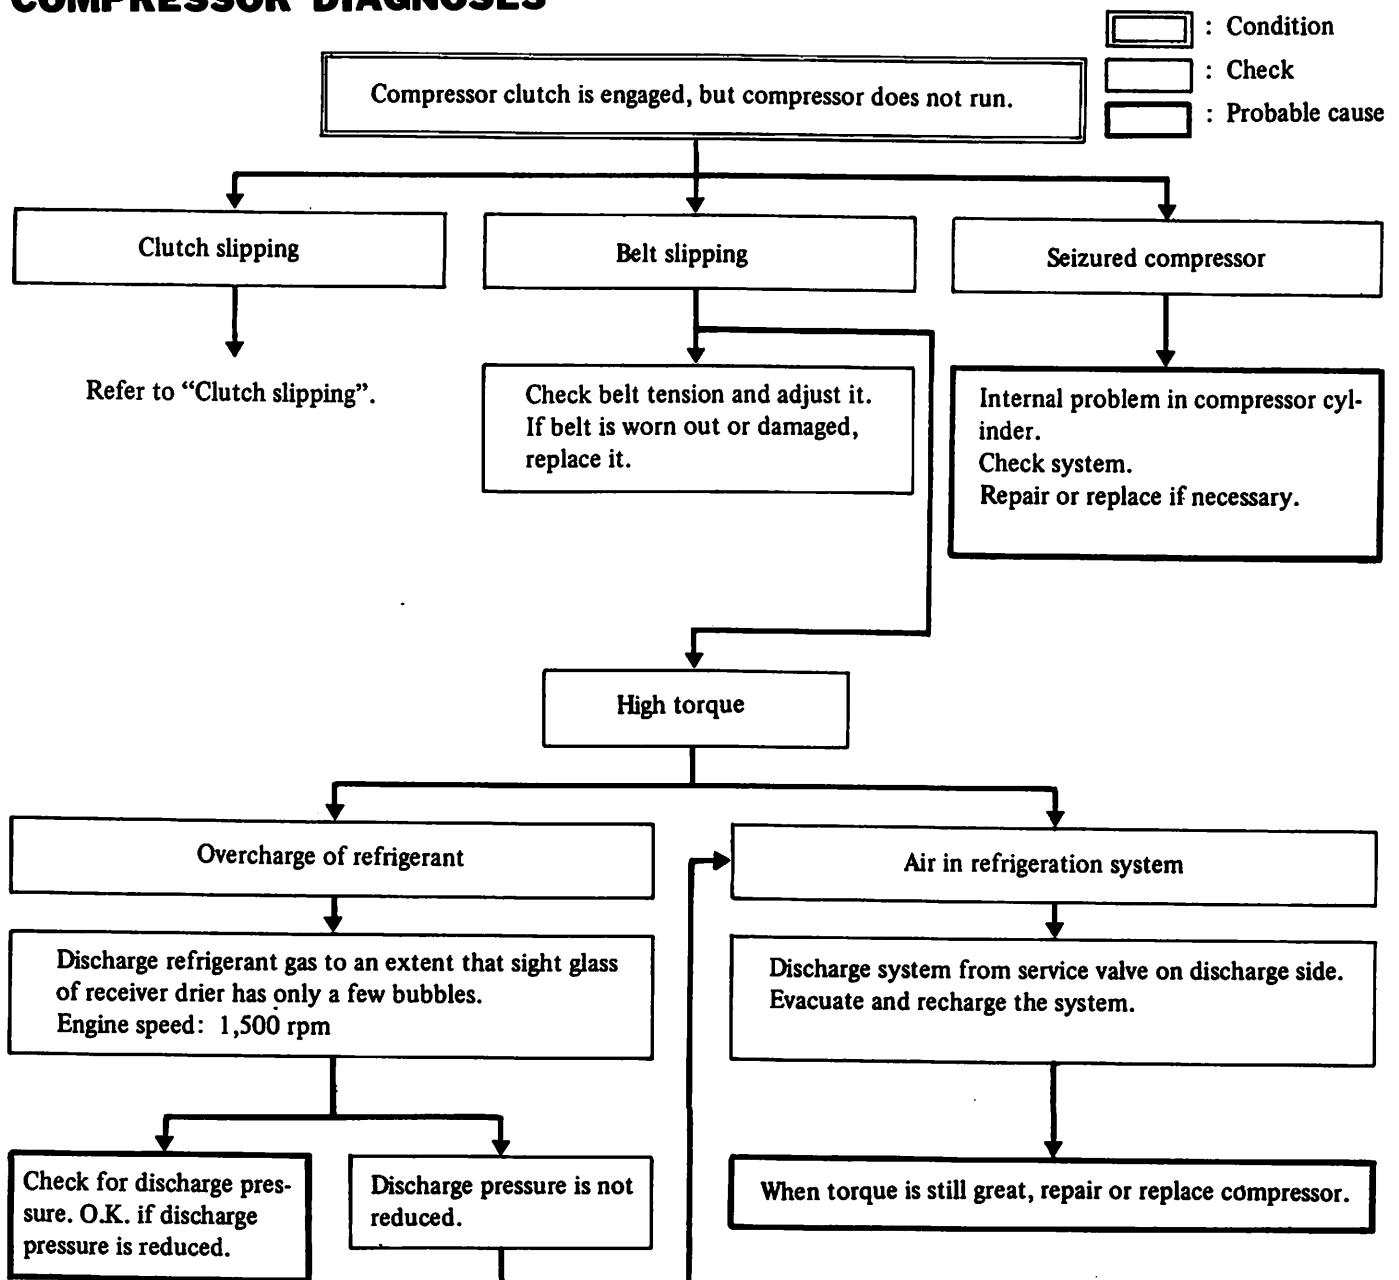 COMPRESSOR DIAGNOSES
: Condition
: Check
: Probable cause
Compressor clutch is engaged, but compressor does not run.
Clutch slipping
Belt slipping
Seizured compressor
Refer to “Clutch slipping”.
Check belt tension and adjust it.
If belt is worn out or damaged,
replace it.
Internal problem in compressor cyl-
inder.
Check system.
Repair or replace if necessary.
High torque
Overcharge of refrigerant
Air in refrigeration system
Discharge refrigerant gas to an extent that sight glass
of receiver drier has only a few bubbles.
Engine speed: 1,500 rpm
Discharge system from service valve on discharge side.
Evacuate and recharge the system.
Check for discharge pres-
sure. O.K. if discharge
pressure is reduced.
Discharge pressure is not
reduced.
When torque is still great, repair or replace compressor.